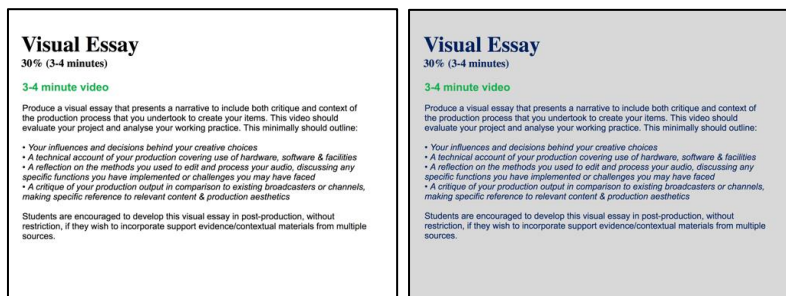 Visual Essay
30% (3-4 minutes)
3-4 minute video
Produce a visual essay that presents a narrative to include both critique and context of
the production process that you undertook to create your items. This video should
evaluate your project and analyse your working practice. This minimally should outline:
• Your influences and decisions behind your creative choices
• A technical account of your production covering use of hardware, software & facilities
• A reflection on the methods you used to edit and process your audio, discussing any
specific functions you have implemented or challenges you may have faced
• A critique of your production output in comparison to existing broadcasters or channels,
making specific reference to relevant content & production aesthetics
Students are encouraged to develop this visual essay in post-production, without
restriction, if they wish to incorporate support evidence/contextual materials from multiple
sources.
Visual Essay
30% (3-4 minutes)
3-4 minute video
Produce a visual essay that presents a narrative to include both critique and context of
the production process that you undertook to create your items. This video should
evaluate your project and analyse your working practice. This minimally should outline:
• Your influences and decisions behind your creative choices
• A technical account of your production covering use of hardware, software & facilities
• A reflection on the methods you used to edit and process your audio, discussing any
specific functions you have implemented or challenges you may have faced
• A critique of your production output in comparison to existing broadcasters or channels,
making specific reference to relevant content & production aesthetics
Students are encouraged to develop this visual essay in post-production, without
restriction, if they wish to incorporate support evidence/contextual materials from multiple
sources.